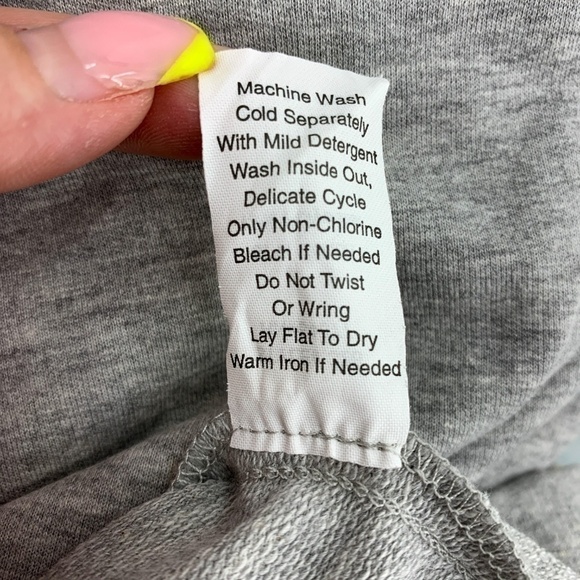 Machine Wash
Cold Separately
With Mild Detergent
Wash Inside Out,
Delicate Cycle
Only Non-Chlorine
Bleach If Needed
Do Not Twist
Or Wring
Lay Flat To Dry
Warm Iron If Needed